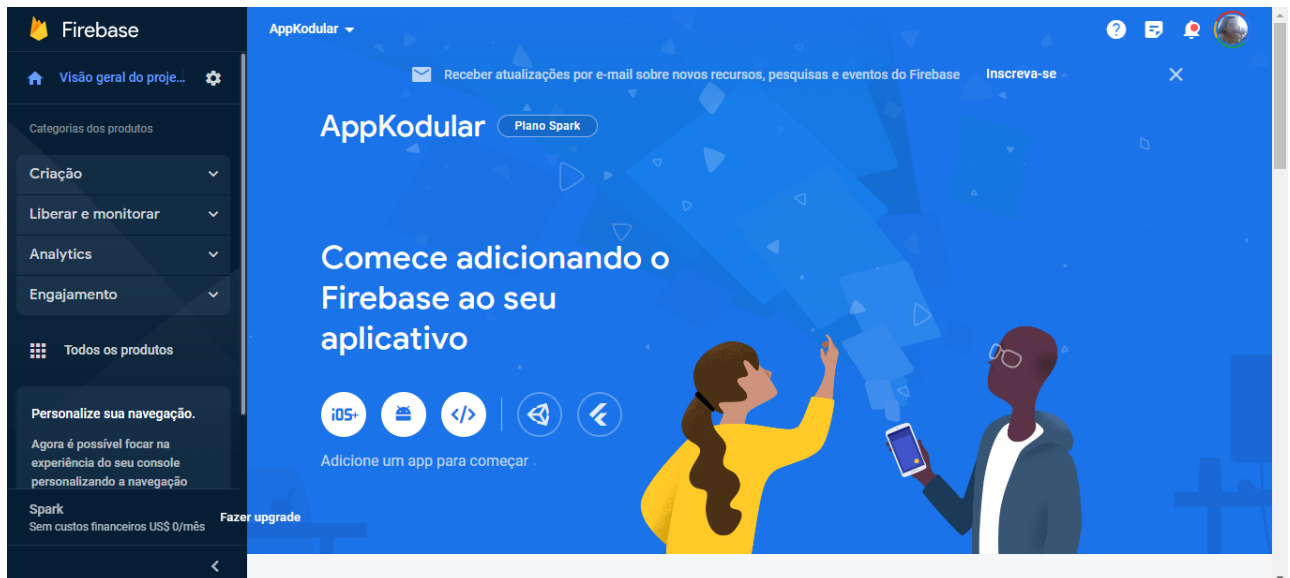 Firebase
AppKodular
Visão geral do proje...
Receber atualizações por e-mail sobre novos recursos, pesquisas e eventos do Firebase Inscreva-se
Categorias dos produtos
Criação
Liberar e monitorar
Analytics
Engajamento
Todos os produtos
Personalize sua navegação.
Agora é possível focar na
experiência do seu console
personalizando a navegação
Spark
Sem custos financeiros US$ 0/mês
Fazer upgrade
AppKodular Plano Spark
Comece adicionando o
Firebase ao seu
aplicativo
iOS+ </>
Adicione um app para começar